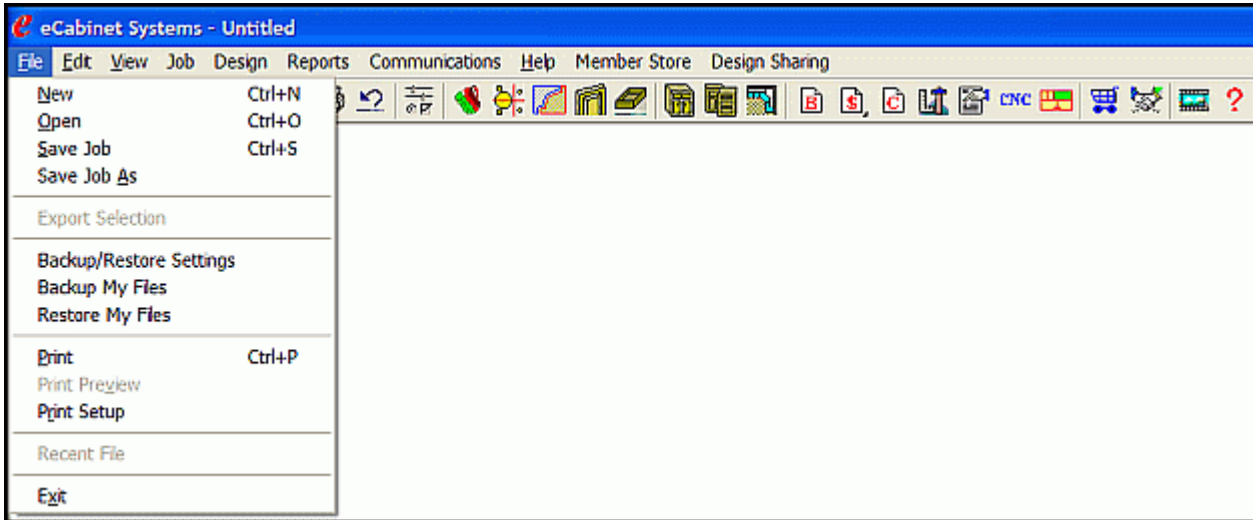 eCabinet Systems - Untitled
File Edit View Job Design Reports Communications Help Member Store Design Sharing
New Ctrl+N
Open Ctrl+O
Save Job Ctrl+S
Save Job As
Export Selection
Backup/Restore Settings
Backup My Files
Restore My Files
Print Ctrl+P
Print Preview
Print Setup
Recent File
Exit
B $ C CNC ?